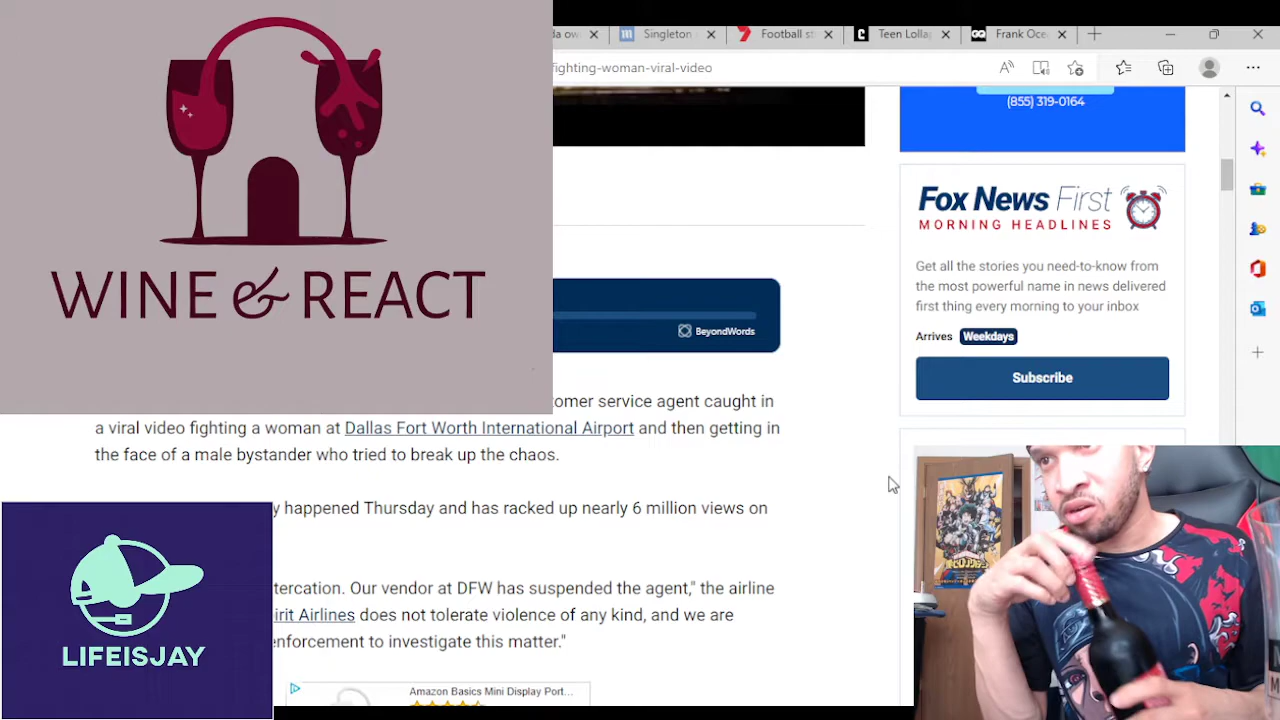 da ow
Singleton s
Football st
Teen Lollap
Frank Ocea
fighting-woman-viral-video
(855) 319-0164
WINE & REACT
BeyondWords
Fox News First
MORNING HEADLINES
Get all the stories you need-to-know from
the most powerful name in news delivered
first thing every morning to your inbox
Arrives Weekdays
Subscribe
tomer service agent caught in
a viral video fighting a woman at Dallas Fort Worth International Airport and then getting in
the face of a male bystander who tried to break up the chaos.
y happened Thursday and has racked up nearly 6 million views on
tercation. Our vendor at DFW has suspended the agent," the airline
irit Airlines does not tolerate violence of any kind, and we are
enforcement to investigate this matter."
LIFEISJAY
Amazon Basics Mini Display Port...